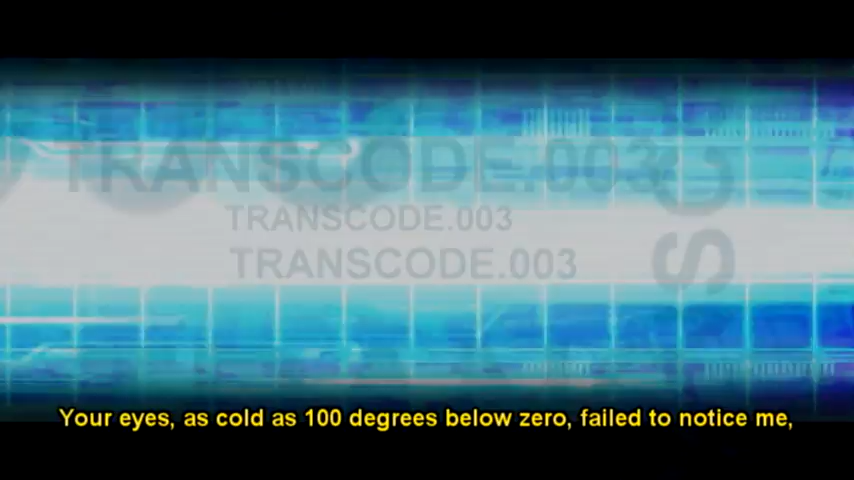 TRANSCODE.003
TRANSCODE.003
TRANSCODE.003
Your eyes, as cold as 100 degrees below zero, failed to notice me,